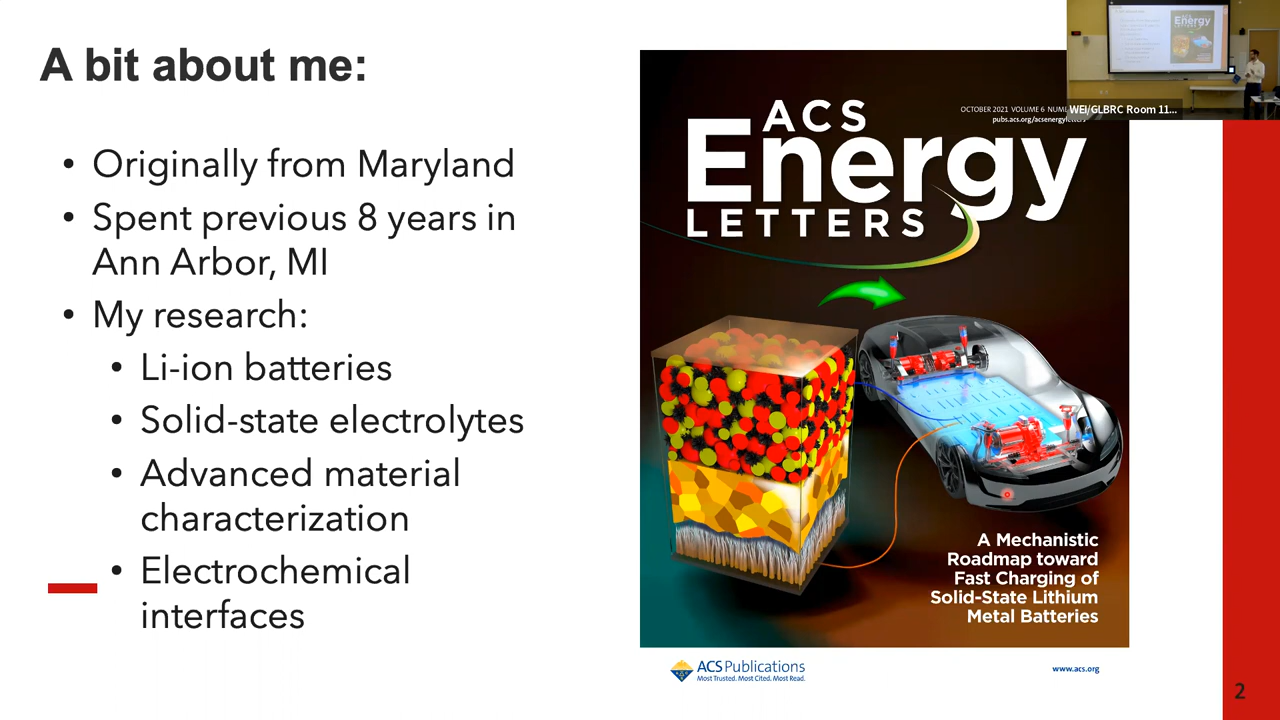 A bit about me:
• Originally from Maryland
• Spent previous 8 years in
Ann Arbor, MI
• My research:
• Li-ion batteries
• Solid-state electrolytes
• Advanced material
characterization
• Electrochemical
interfaces
OCTOBER 2021 VOLUME 6
pubs.acs.org/acsenergyletters
ACS
Energy
LETTERS
A Mechanistic
Roadmap toward
Fast Charging of
Solid-State Lithium
Metal Batteries
ACS Publications
Most Trusted. Most Cited. Most Read.
www.acs.org
WEI/GLBRC Room 11...
2